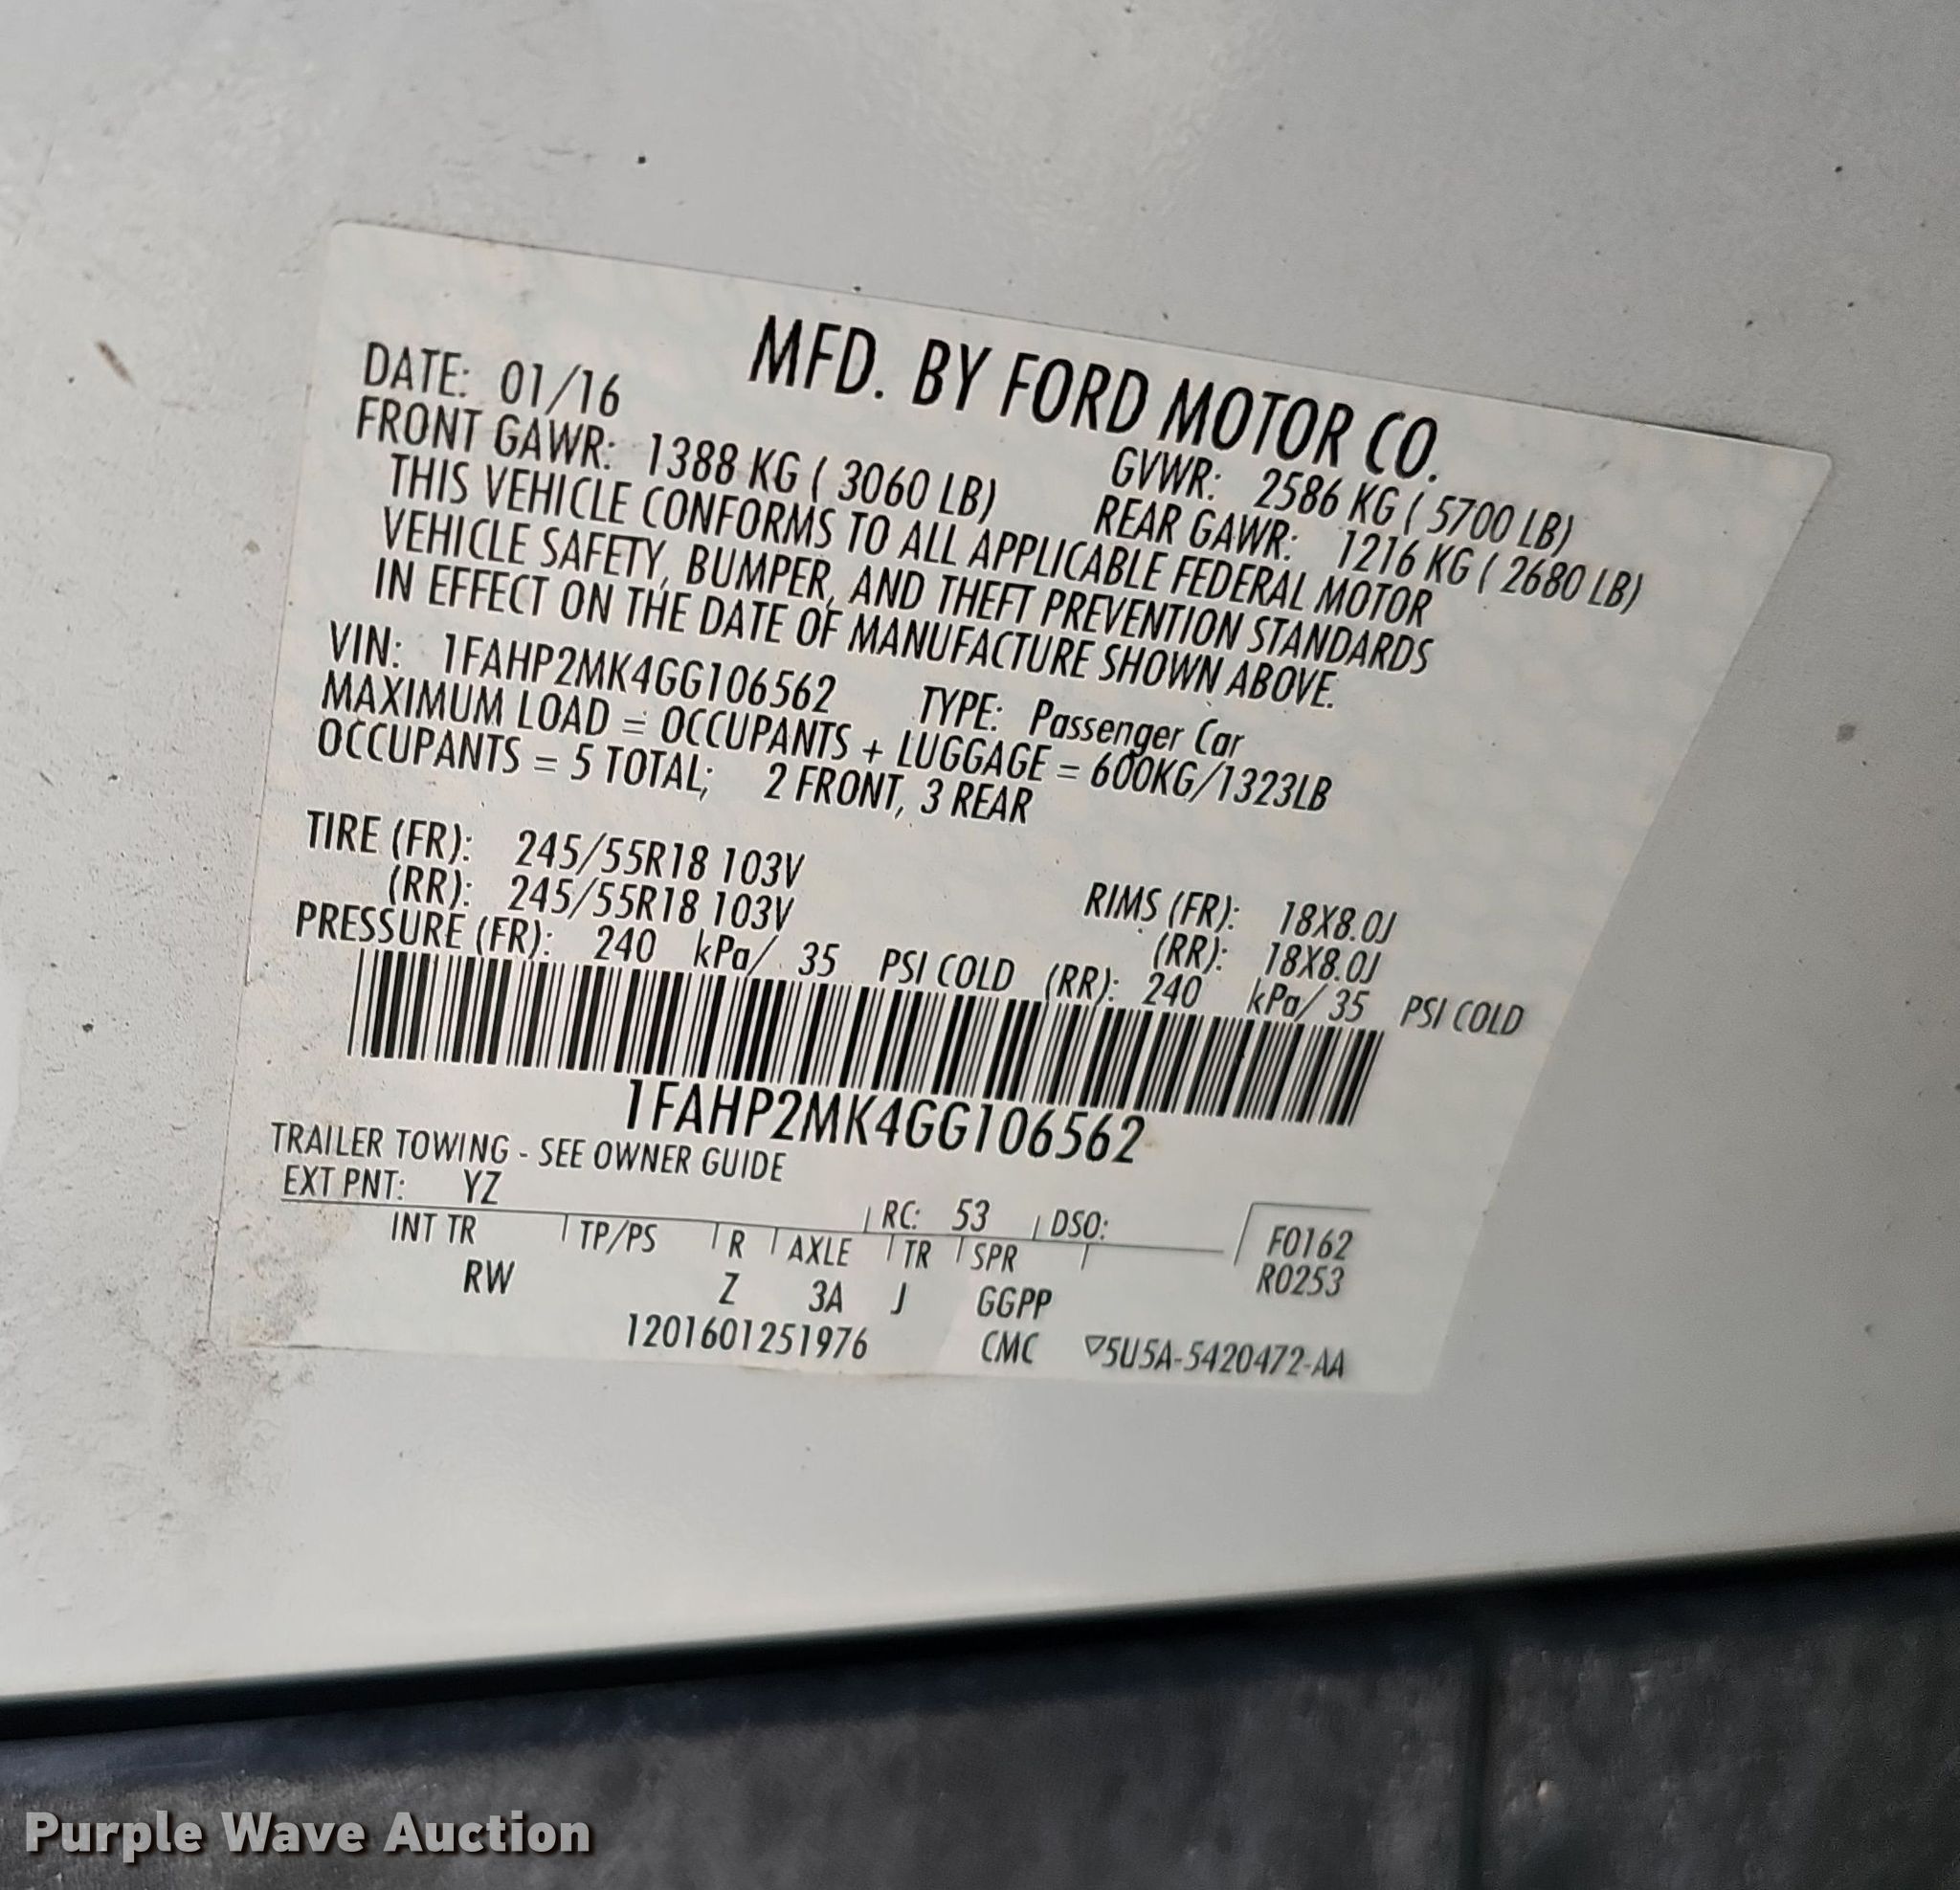 MFD. BY FORD MOTOR CO.
DATE: 01/16 GVWR: 2586 KG ( 5700 LB)
FRONT GAWR: 1388 KG ( 3060 LB) REAR GAWR: 1216 KG ( 2680 LB)
THIS VEHICLE CONFORMS TO ALL APPLICABLE FEDERAL MOTOR
VEHICLE SAFETY, BUMPER, AND THEFT PREVENTION STANDARDS
IN EFFECT ON THE DATE OF MANUFACTURE SHOWN ABOVE.
VIN: 1FAHP2MK4GG106562 TYPE: Passenger Car
MAXIMUM LOAD = OCCUPANTS + LUGGAGE = 600KG/1323LB
OCCUPANTS = 5 TOTAL; 2 FRONT, 3 REAR
TIRE (FR): 245/55R18 103V RIMS (FR): 18X8.0J
(RR): 245/55R18 103V (RR): 18X8.0J
PRESSURE (FR): 240 kPa/ 35 PSI COLD (RR): 240 kPa/ 35 PSI COLD
1FAHP2MK4GG106562
TRAILER TOWING - SEE OWNER GUIDE
EXT PNT: YZ RC: 53 DSO: F0162
INT TR TP/PS R AXLE TR SPR R0253
RW Z 3A J GGPP
1201601251976 CMC ▽5U5A-5420472-AA
Purple Wave Auction